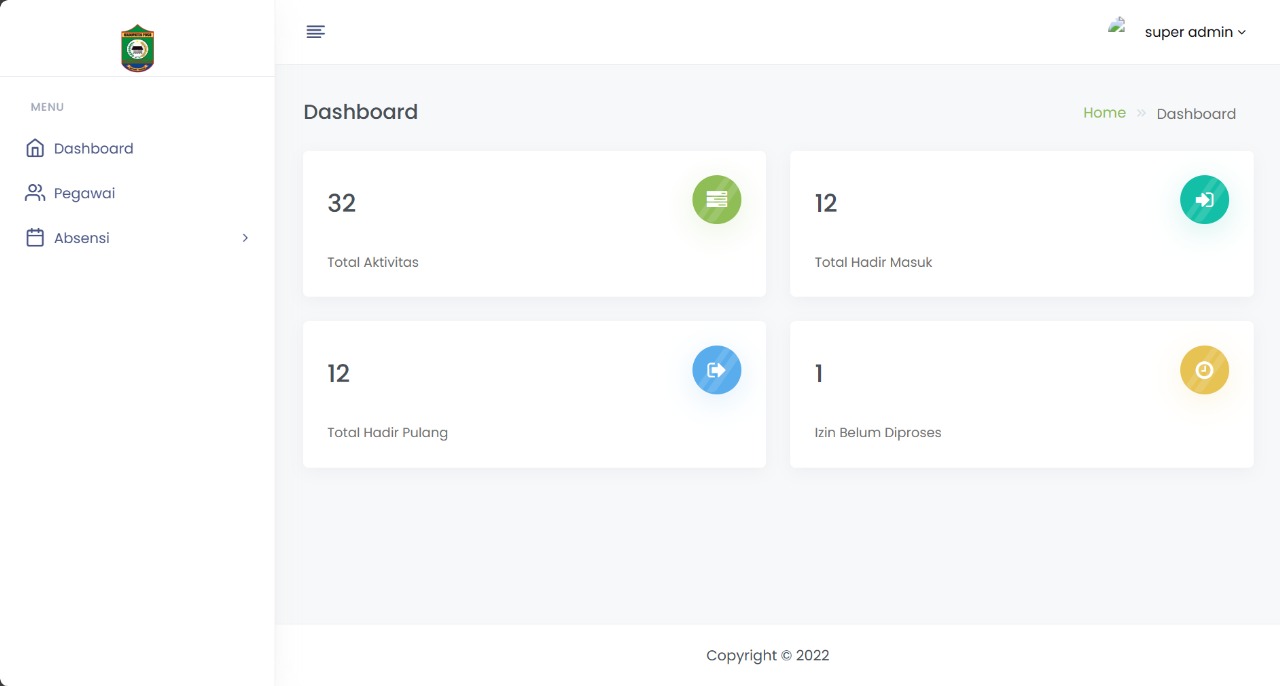 super admin
MENU
Dashboard
Pegawai
Absensi
Dashboard
Home » Dashboard
32
Total Aktivitas
12
Total Hadir Masuk
12
Total Hadir Pulang
1
Izin Belum Diproses
Copyright © 2022